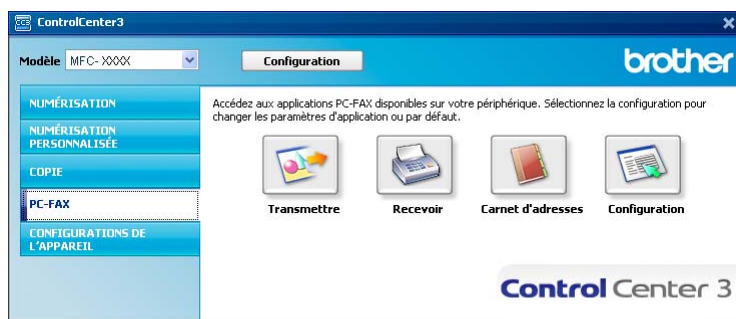 ControlCenter3
Modèle MFC- XXXX Configuration brother
NUMÉRISATION
NUMÉRISATION
PERSONNALISÉE
COPIE
PC-FAX
CONFIGURATIONS DE
L'APPAREIL
Accédez aux applications PC-FAX disponibles sur votre périphérique. Sélectionnez la configuration pour
changer les paramètres d'application ou par défaut.
Transmettre Recevoir Carnet d'adresses Configuration
Control Center 3